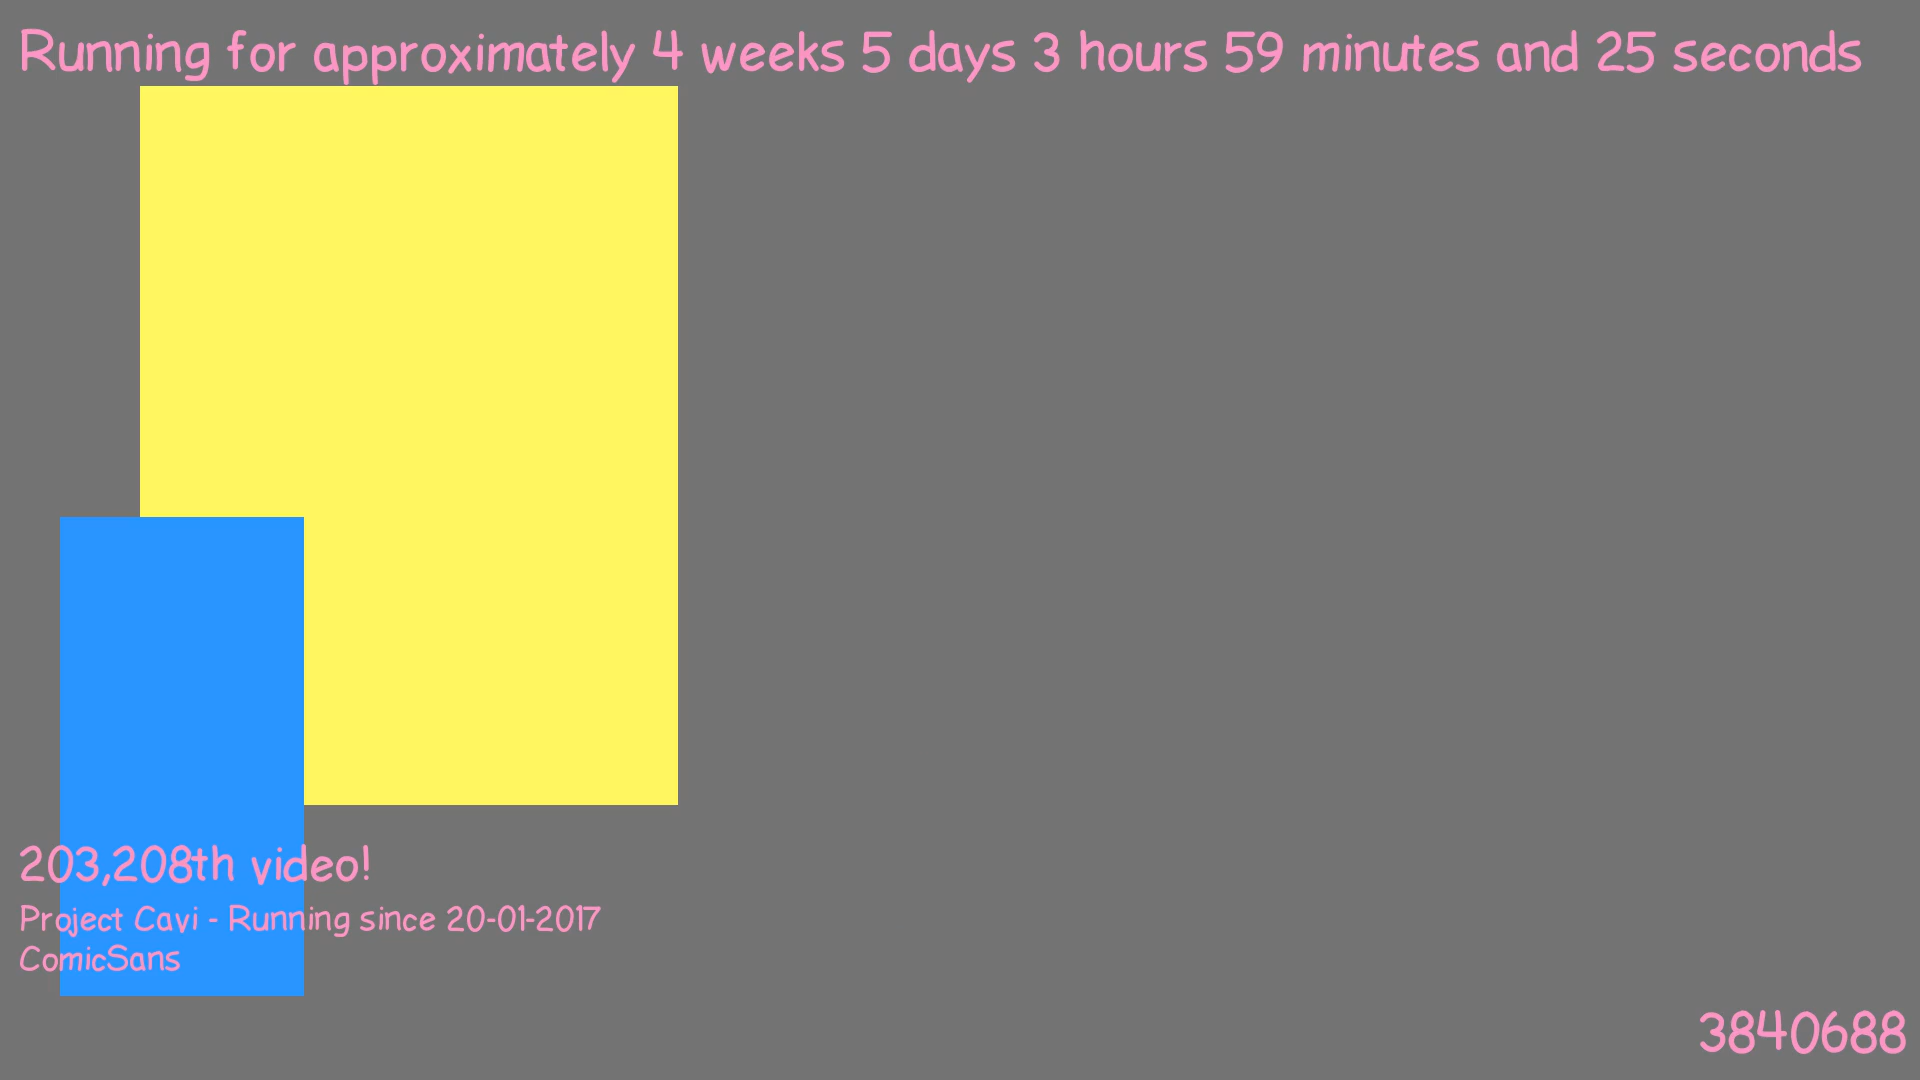 Running for approximately 4 weeks 5 days 3 hours 59 minutes and 25 seconds
203,208th video!
Project Cavi - Running since 20-01-2017
ComicSans
3840688